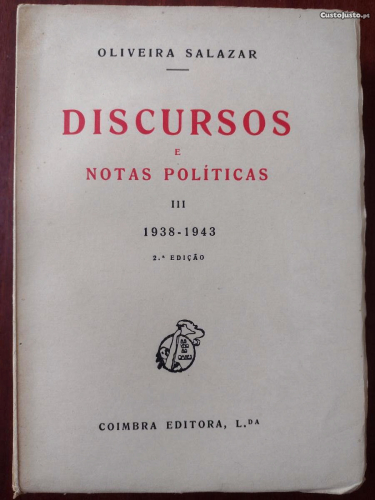 CustoJusto.pt
OLIVEIRA SALAZAR
DISCURSOS
E
NOTAS POLÍTICAS
III
1938-1943
2.ª EDIÇÃO
COIMBRA EDITORA, L.DA